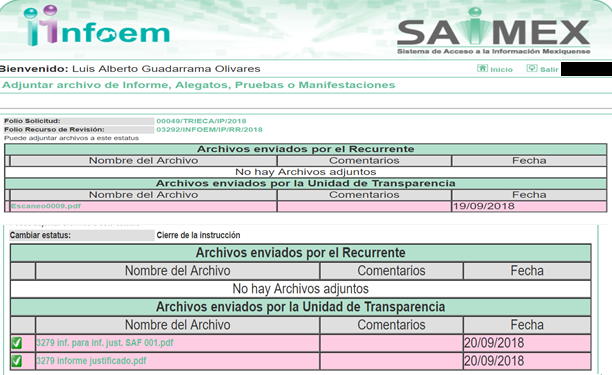 infoem
SAIMEX
Sistema de Acceso a la Información Mexiquense
Bienvenido: Luis Alberto Guadarrama Olivares
Inicio Salir
Adjuntar archivo de Informe, Alegatos, Pruebas o Manifestaciones
Folio Solicitud: 00049/TRIECA/IP/2018
Folio Recurso de Revisión: 03292/INFOEM/IP/RR/2018
Puede adjuntar archivos a este estatus
Archivos enviados por el Recurrente
Nombre del Archivo Comentarios Fecha
No hay Archivos adjuntos
Archivos enviados por la Unidad de Transparencia
Nombre del Archivo Comentarios Fecha
Escaneo0009.pdf 19/09/2018
Cambiar estatus: Cierre de la instrucción
Archivos enviados por el Recurrente
Nombre del Archivo Comentarios Fecha
No hay Archivos adjuntos
Archivos enviados por la Unidad de Transparencia
Nombre del Archivo Comentarios Fecha
3279 inf. para inf. just. SAF 001.pdf 20/09/2018
3279 informe justificado.pdf 20/09/2018